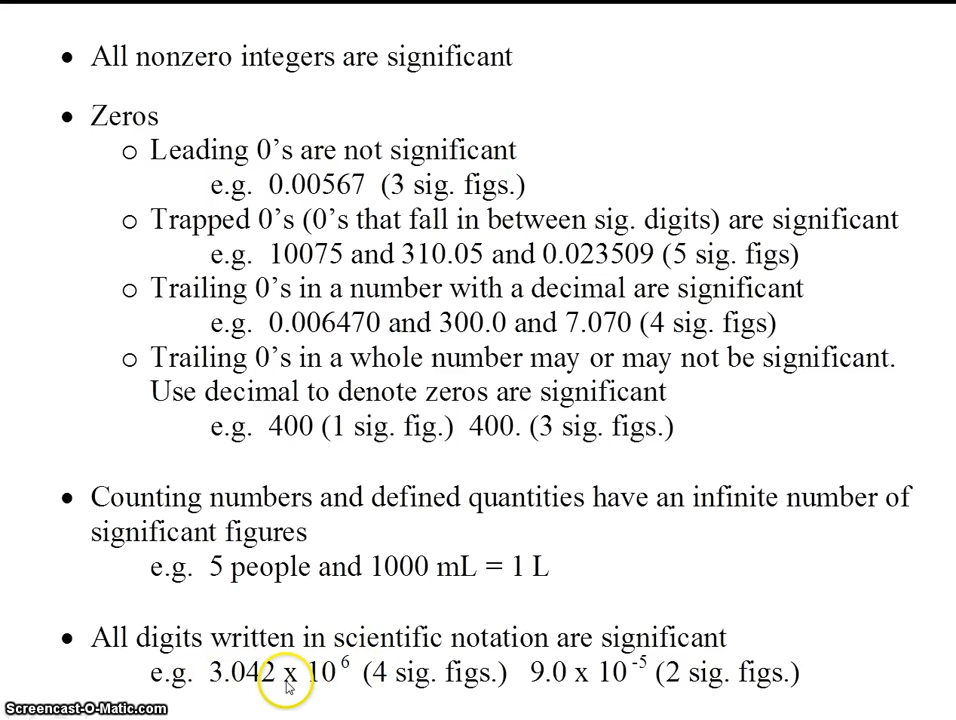 • All nonzero integers are significant
• Zeros
o Leading 0’s are not significant
e.g. 0.00567 (3 sig. figs.)
o Trapped 0’s (0’s that fall in between sig. digits) are significant
e.g. 10075 and 310.05 and 0.023509 (5 sig. figs)
o Trailing 0’s in a number with a decimal are significant
e.g. 0.006470 and 300.0 and 7.070 (4 sig. figs)
o Trailing 0’s in a whole number may or may not be significant.
Use decimal to denote zeros are significant
e.g. 400 (1 sig. fig.) 400. (3 sig. figs.)
• Counting numbers and defined quantities have an infinite number of
significant figures
e.g. 5 people and 1000 mL = 1 L
• All digits written in scientific notation are significant
e.g. 3.042 x 10⁶ (4 sig. figs.) 9.0 x 10⁻⁵ (2 sig. figs.)
Screencast-O-Matic.com